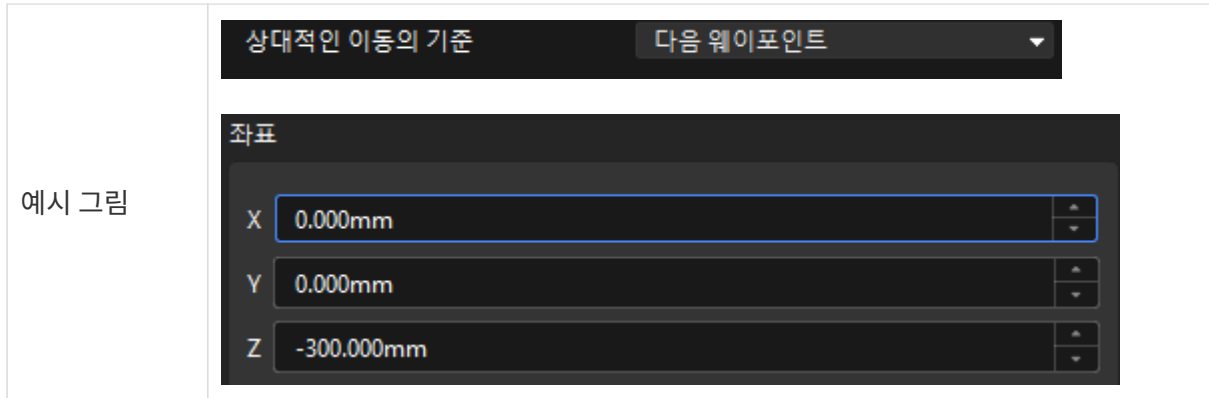 상대적인 이동의 기준 다음 웨이포인트
좌표
예시 그림
X 0.000mm
Y 0.000mm
Z -300.000mm